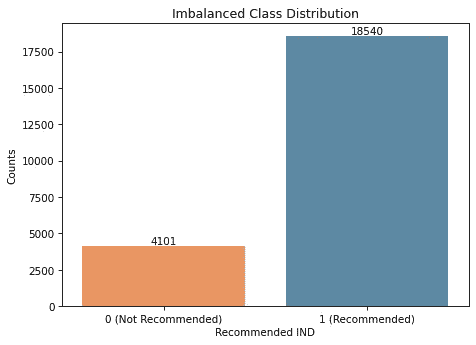 Imbalanced Class Distribution
18540
17500
15000
12500
10000
7500
5000
4101
2500
0
Counts
0 (Not Recommended) 1 (Recommended)
Recommended IND